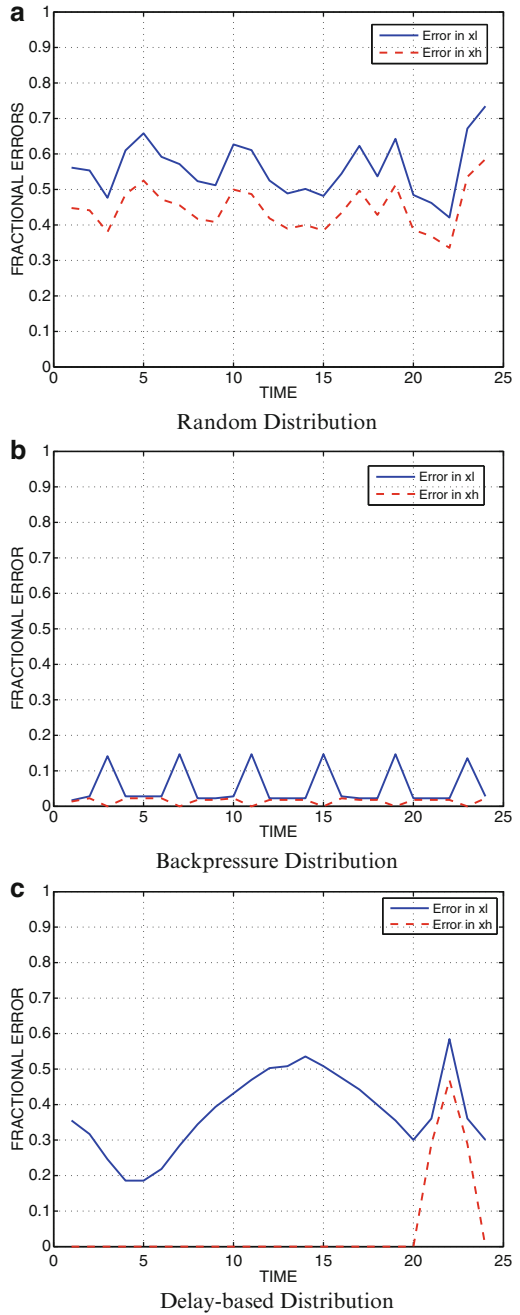 a
1
0.9
0.8
0.7
0.6
0.5
0.4
0.3
0.2
0.1
0
FRACTIONAL ERRORS
Error in xl
Error in xh
0 5 10 15 20 25
TIME
Random Distribution
b
1
0.9
0.8
0.7
0.6
0.5
0.4
0.3
0.2
0.1
0
FRACTIONAL ERROR
Error in xl
Error in xh
0 5 10 15 20 25
TIME
Backpressure Distribution
c
1
0.9
0.8
0.7
0.6
0.5
0.4
0.3
0.2
0.1
0
FRACTIONAL ERROR
Error in xl
Error in xh
0 5 10 15 20 25
TIME
Delay-based Distribution